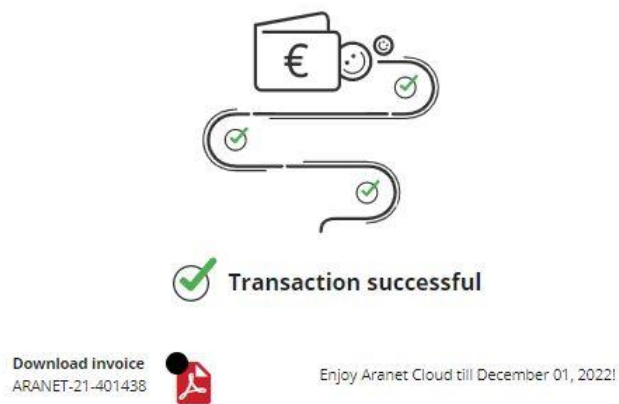 €
Transaction successful
Download invoice
ARANET-21-401438
Enjoy Aranet Cloud till December 01, 2022!